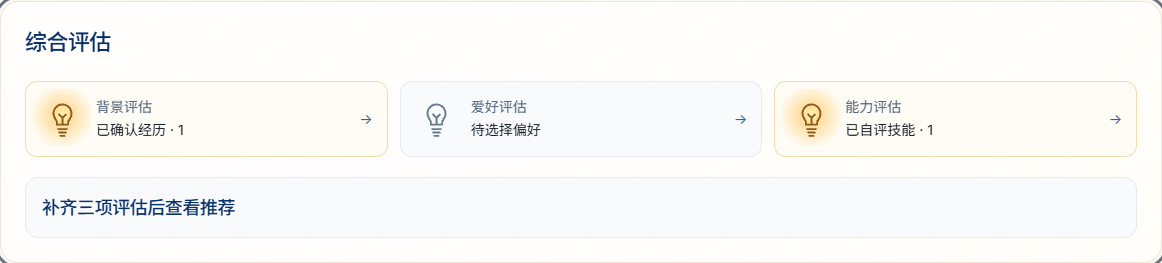 综合评估
背景评估
已确认经历 · 1
→
爱好评估
待选择偏好
→
能力评估
已自评技能 · 1
→
补齐三项评估后查看推荐